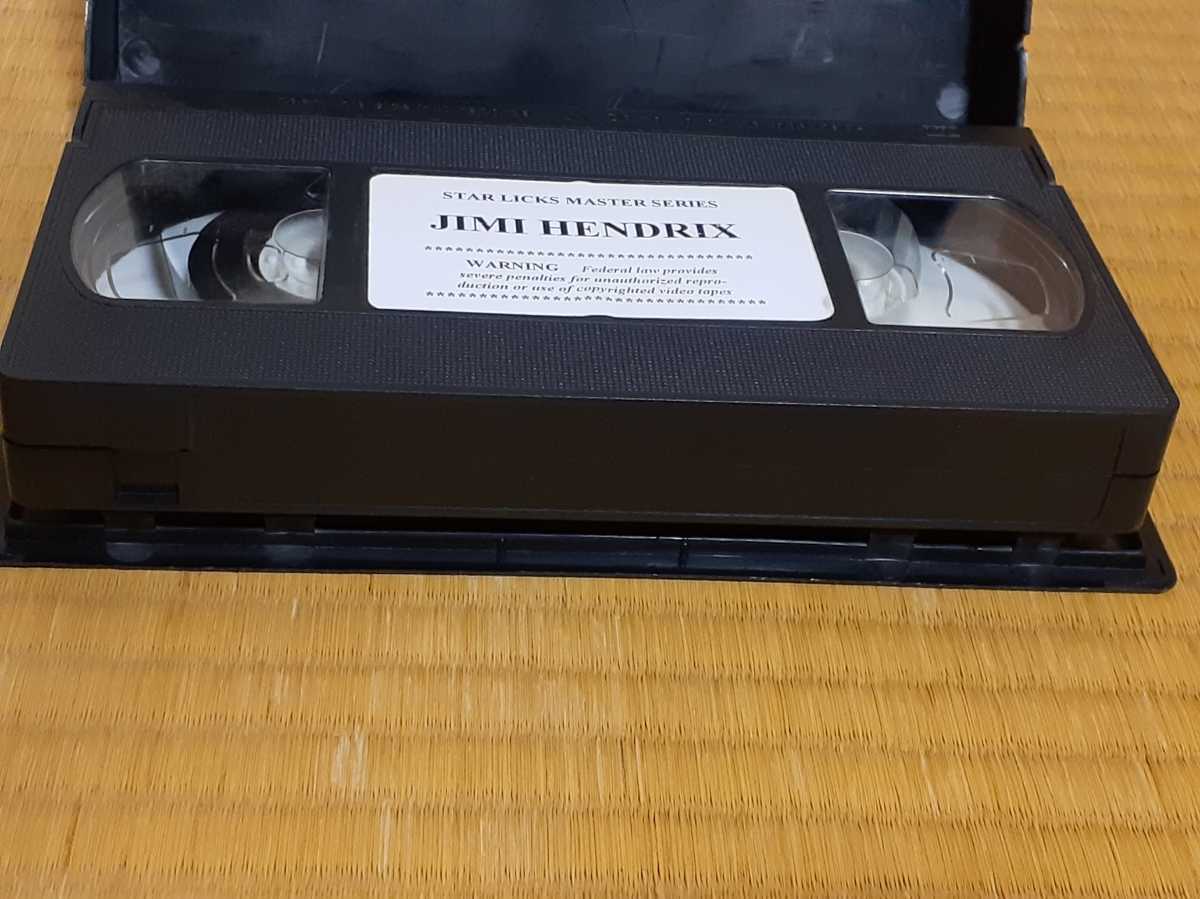 STAR LICKS MASTER SERIES
JIMI HENDRIX
************************************
WARNING Federal law provides
severe penalties for unauthorized repro-
duction or use of copyrighted video tapes
************************************